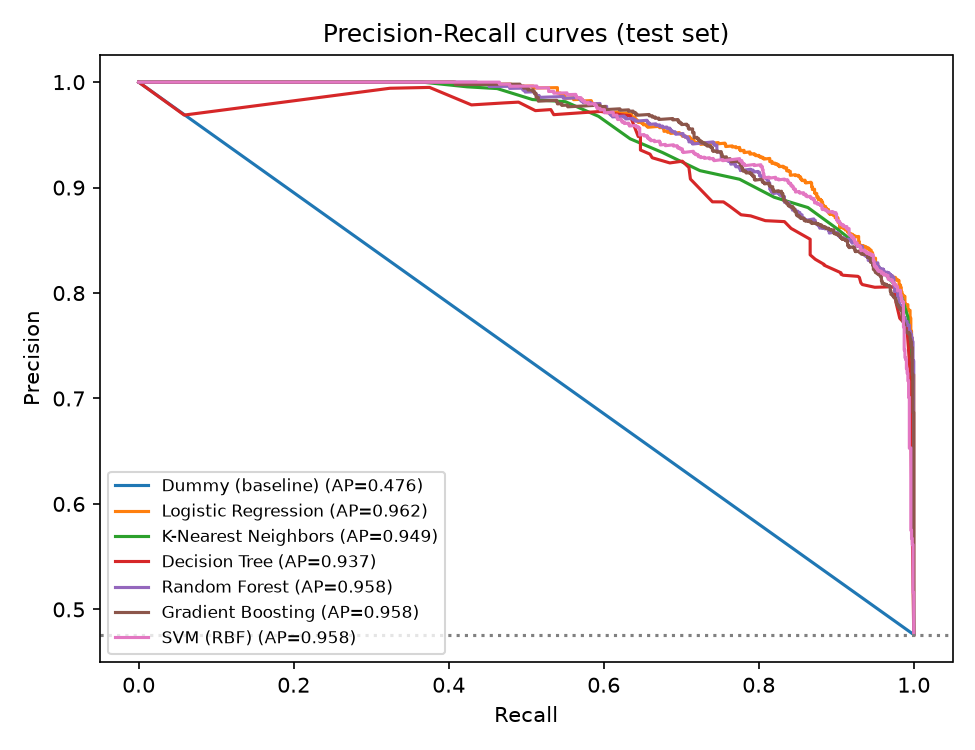 Precision-Recall curves (test set)
Precision
1.0
0.9
0.8
0.7
0.6
0.5
Dummy (baseline) (AP=0.476)
Logistic Regression (AP=0.962)
K-Nearest Neighbors (AP=0.949)
Decision Tree (AP=0.937)
Random Forest (AP=0.958)
Gradient Boosting (AP=0.958)
SVM (RBF) (AP=0.958)
0.0 0.2 0.4 0.6 0.8 1.0
Recall